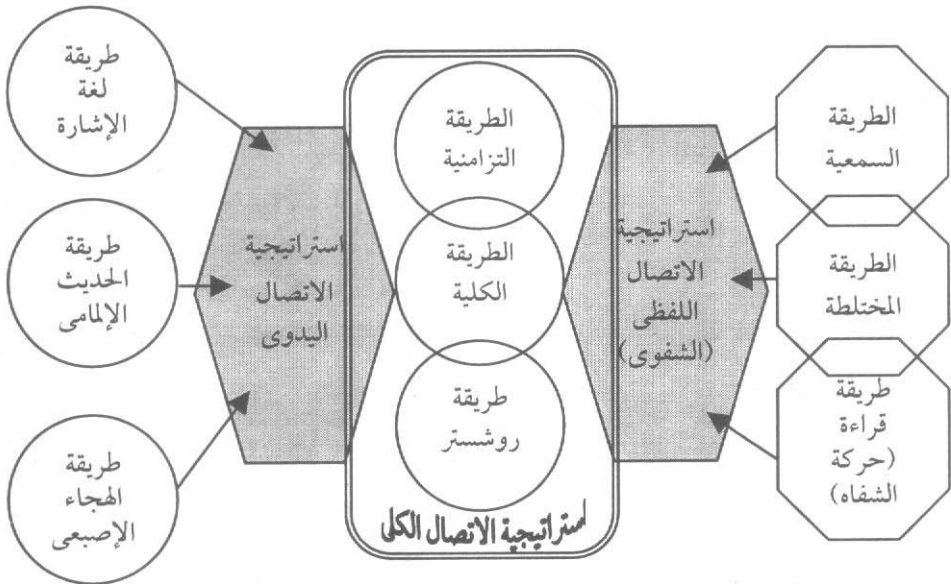 الطريقة
السمعية
الطريقة
المختلطة
طريقة
قراءة
(حركة
الشفاه)
استراتيجية
الاتصال
اللفظى
(الشفوى)
الطريقة
التزامنية
الطريقة
الكلية
طريقة
روشستر
استراتيجية الاتصال الكلى
استراتيجية
الاتصال
اليدوى
طريقة
لغة
الإشارة
طريقة
الحديث
الإلمامى
طريقة
الهجاء
الإصبعى